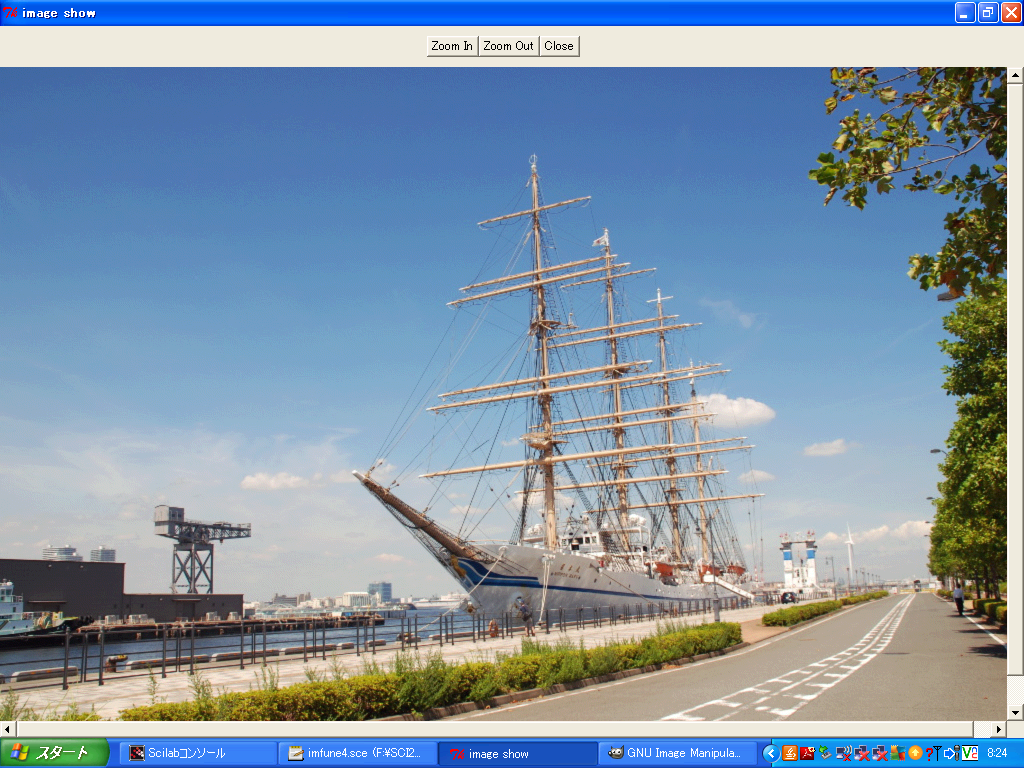 image show
Zoom In Zoom Out Close
スタート Scilabコンソール imfune4.sce (F:¥SCI2... image show GNU Image Manipula... 8:24